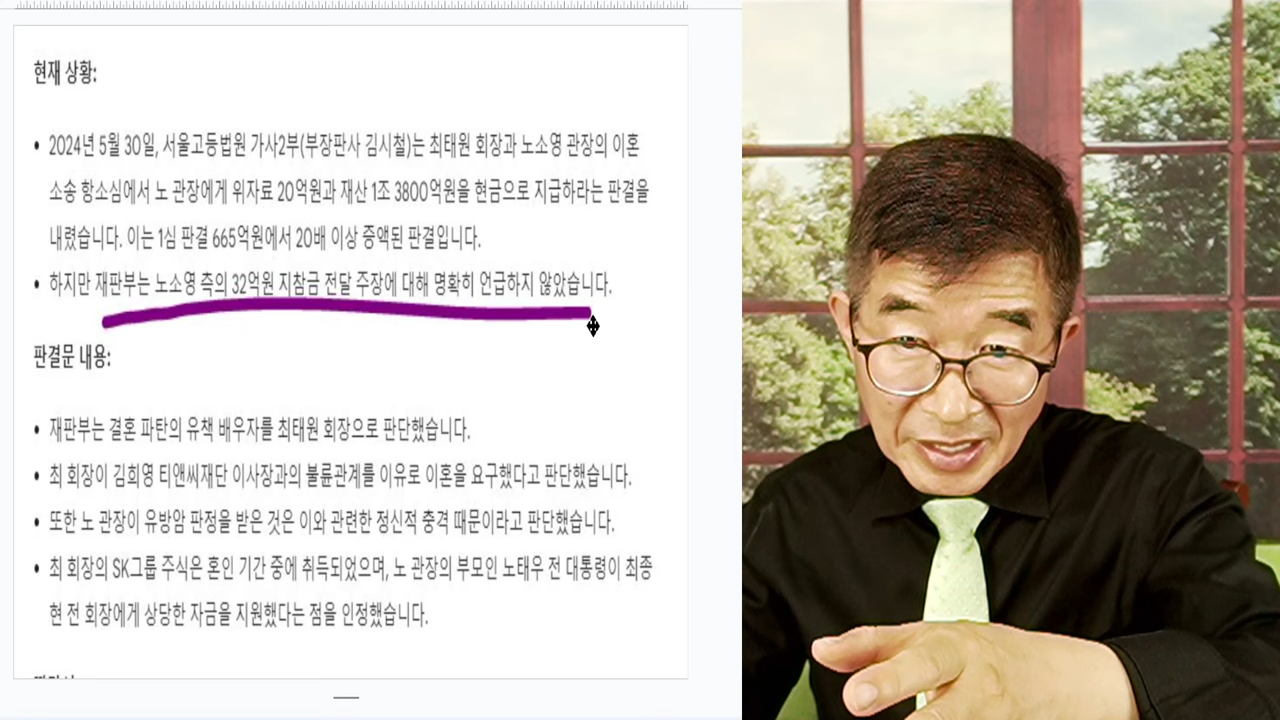 현재 상황:
• 2024년 5월 30일, 서울고등법원 가사2부(부장판사 김시철)는 최태원 회장과 노소영 관장의 이혼
소송 항소심에서 노 관장에게 위자료 20억원과 재산 1조 3800억원을 현금으로 지급하라는 판결을
내렸습니다. 이는 1심 판결 665억원에서 20배 이상 증액된 판결입니다.
• 하지만 재판부는 노소영 측의 32억원 지참금 전달 주장에 대해 명확히 언급하지 않았습니다.
판결문 내용:
• 재판부는 결혼 파탄의 유책 배우자를 최태원 회장으로 판단했습니다.
• 최 회장이 김희영 티앤씨재단 이사장과의 불륜관계를 이유로 이혼을 요구했다고 판단했습니다.
• 또한 노 관장이 유방암 판정을 받은 것은 이와 관련한 정신적 충격 때문이라고 판단했습니다.
• 최 회장의 SK그룹 주식은 혼인 기간 중에 취득되었으며, 노 관장의 부모인 노태우 전 대통령이 최종
현 전 회장에게 상당한 자금을 지원했다는 점을 인정했습니다.